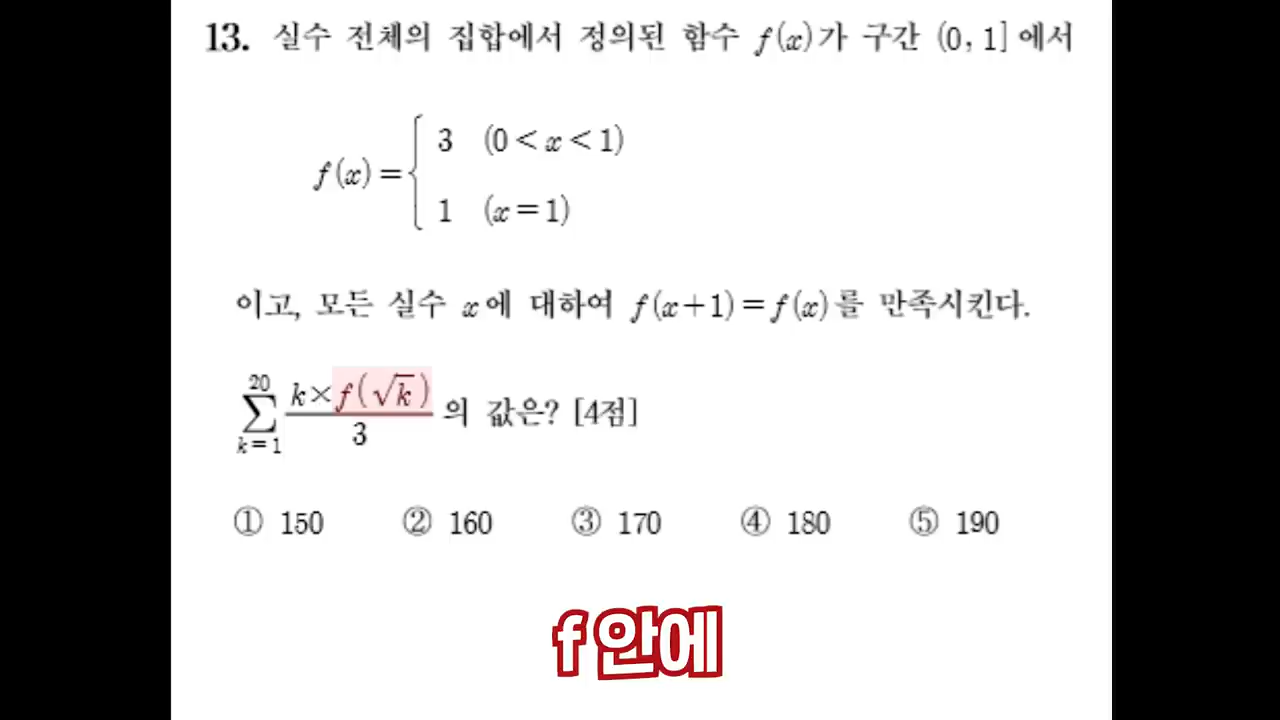 13. 실수 전체의 집합에서 정의된 함수 f(x)가 구간 (0, 1]에서
f(x) = { 3 (0 < x < 1)
1 (x = 1)
이고, 모든 실수 x에 대하여 f(x+1) = f(x)를 만족시킨다.
∑_{k=1}^{20} \frac{k×f(√k)}{3} 의 값은? [4점]
① 150 ② 160 ③ 170 ④ 180 ⑤ 190
f 안에